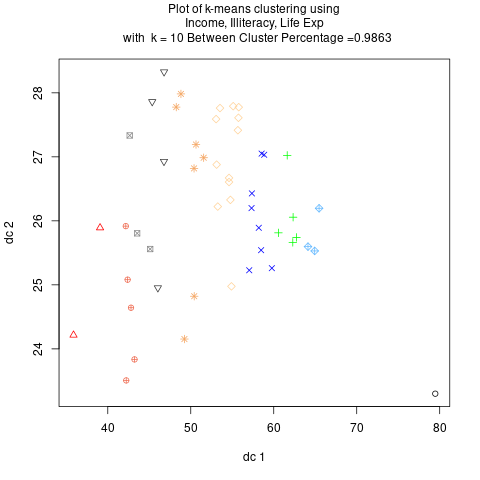 Plot of k-means clustering using
Income, Illiteracy, Life Exp
with k = 10 Between Cluster Percentage =0.9863
28
27
26
25
24
dc 2
40 50 60 70 80
dc 1